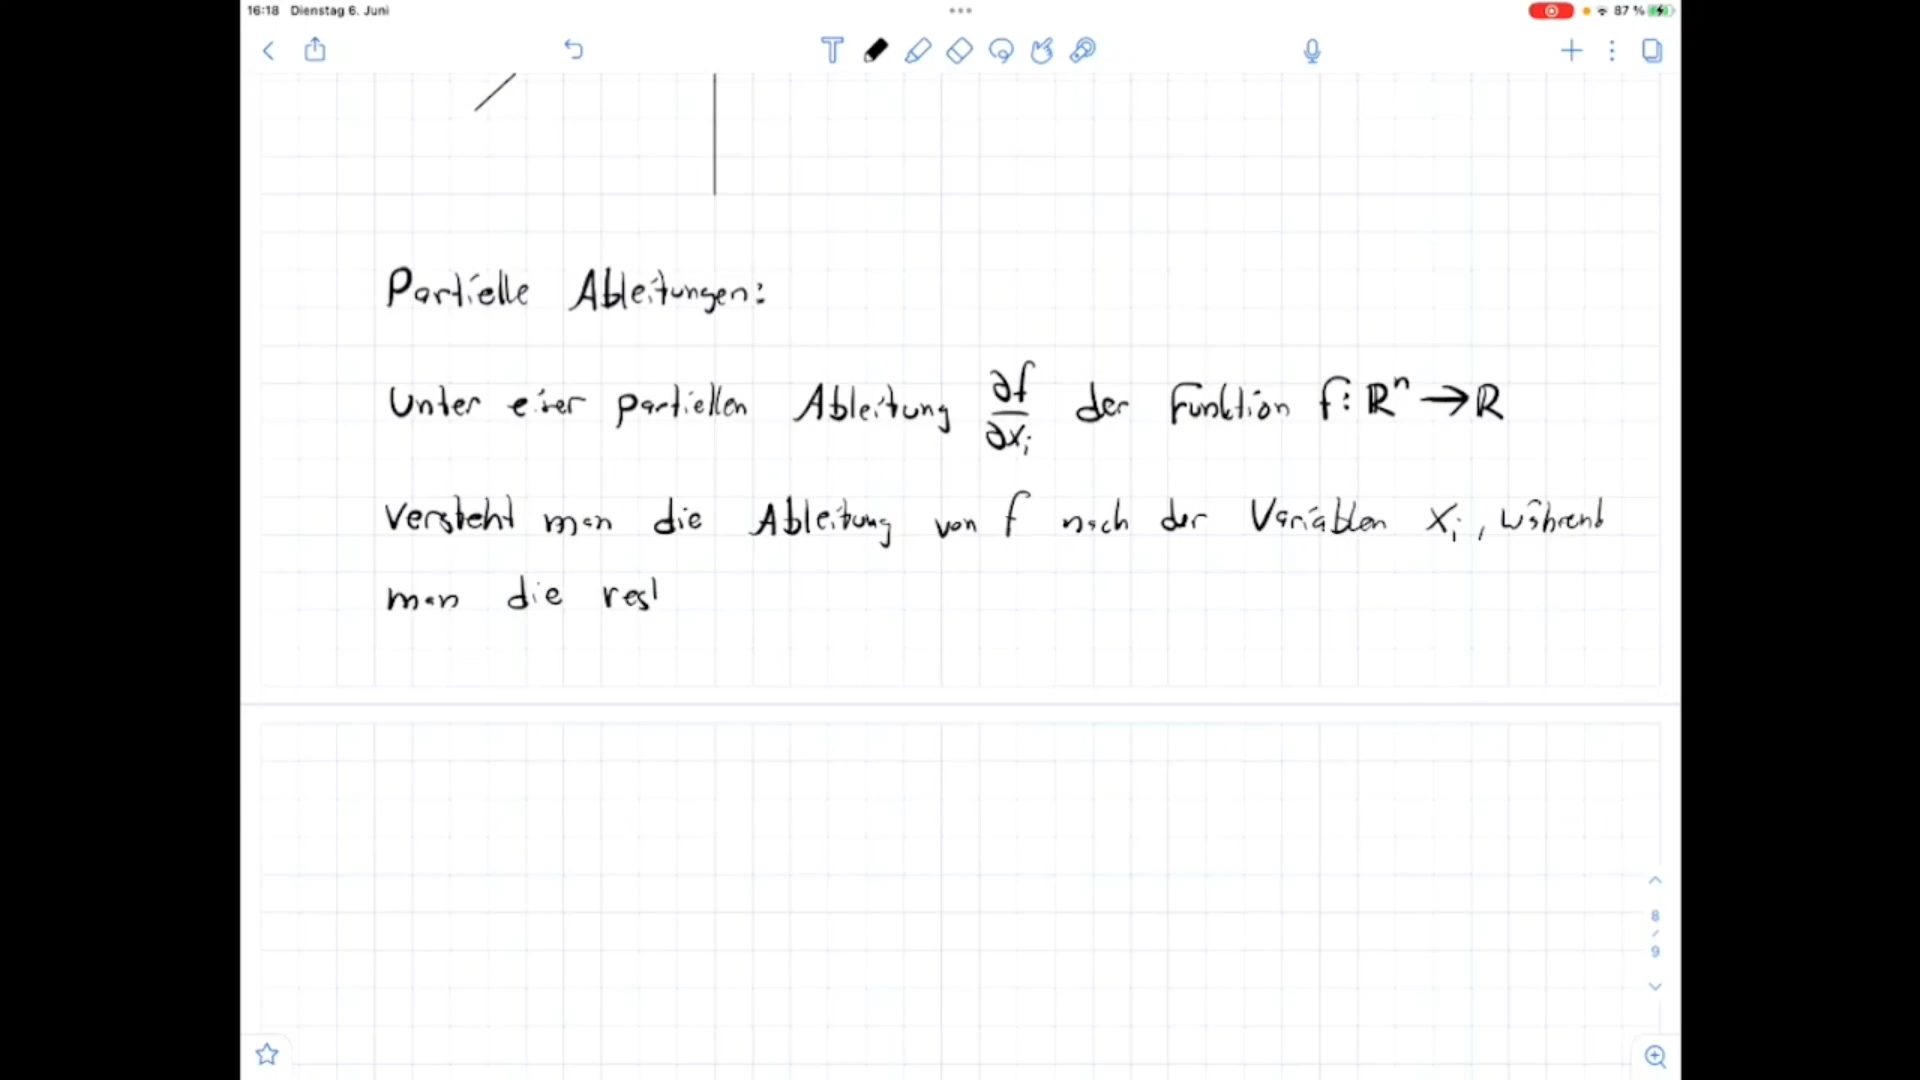 16:18 Dienstag 6. Juni
87 %
T
Partielle Ableitungen:
Unter einer partiellen Ableitung ∂f/∂xᵢ der Funktion f: ℝⁿ → ℝ
versteht man die Ableitung von f nach der Variablen xᵢ, während
man die rest
8
/
9